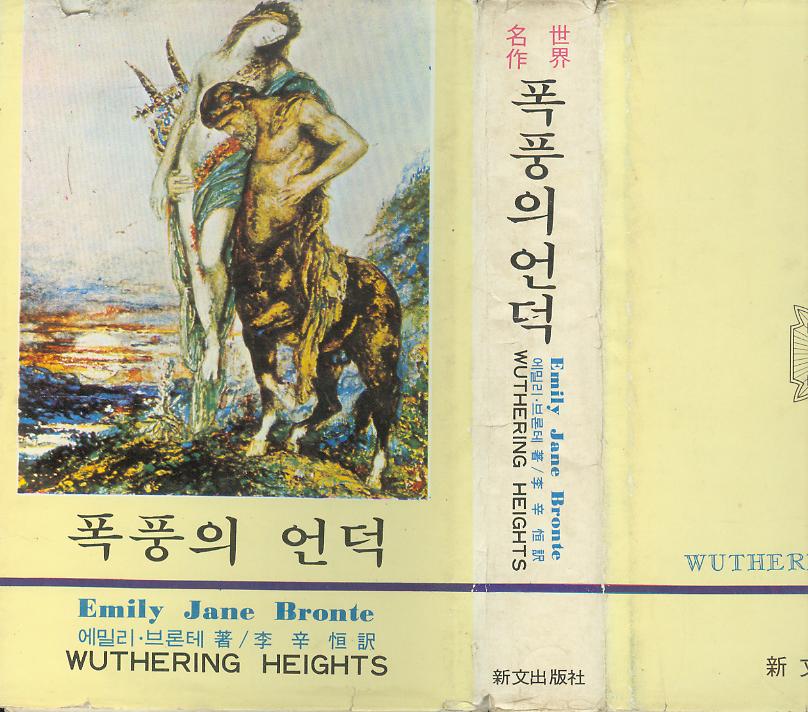 폭풍의 언덕
Emily Jane Bronte
에밀리·브론테 著 / 李辛恒 訳
WUTHERING HEIGHTS
世界
名作
폭풍의언덕
Emily Jane Bronte
에밀리·브론테 著 / 李辛恒 訳
WUTHERING HEIGHTS
新文出版社
WUTHER
新